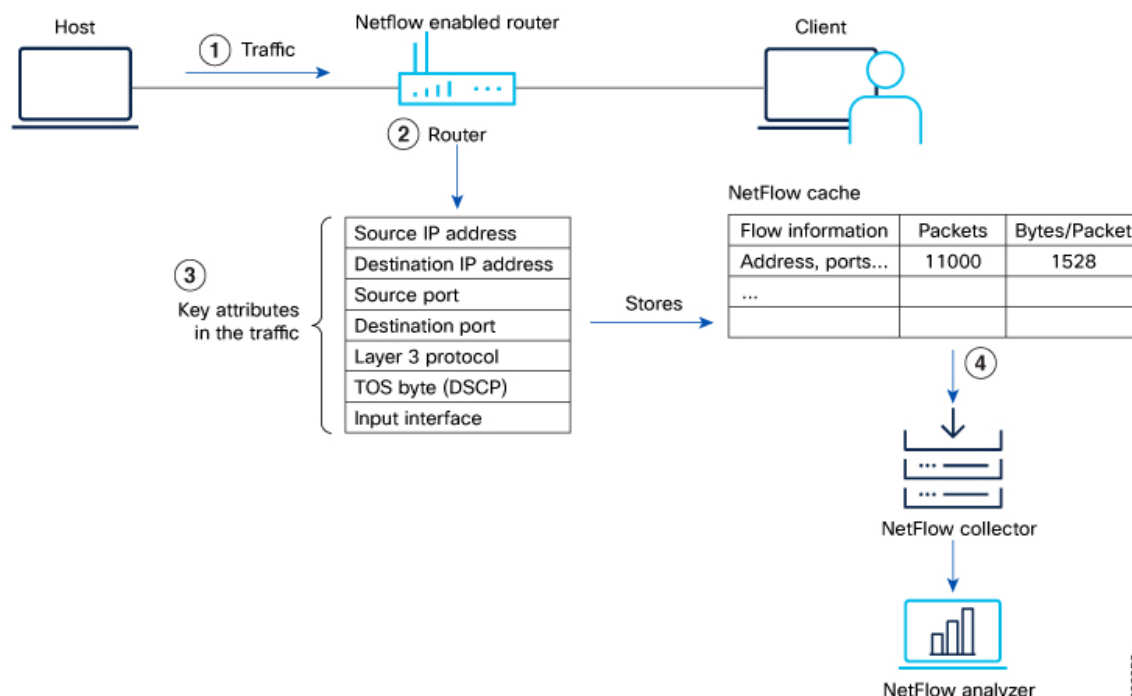 Host
Netflow enabled router
Client
1 Traffic
2 Router
3
Key attributes
in the traffic
Source IP address
Destination IP address
Source port
Destination port
Layer 3 protocol
TOS byte (DSCP)
Input interface
Stores
NetFlow cache
Flow information Packets Bytes/Packet
Address, ports... 11000 1528
...
4
NetFlow collector
NetFlow analyzer